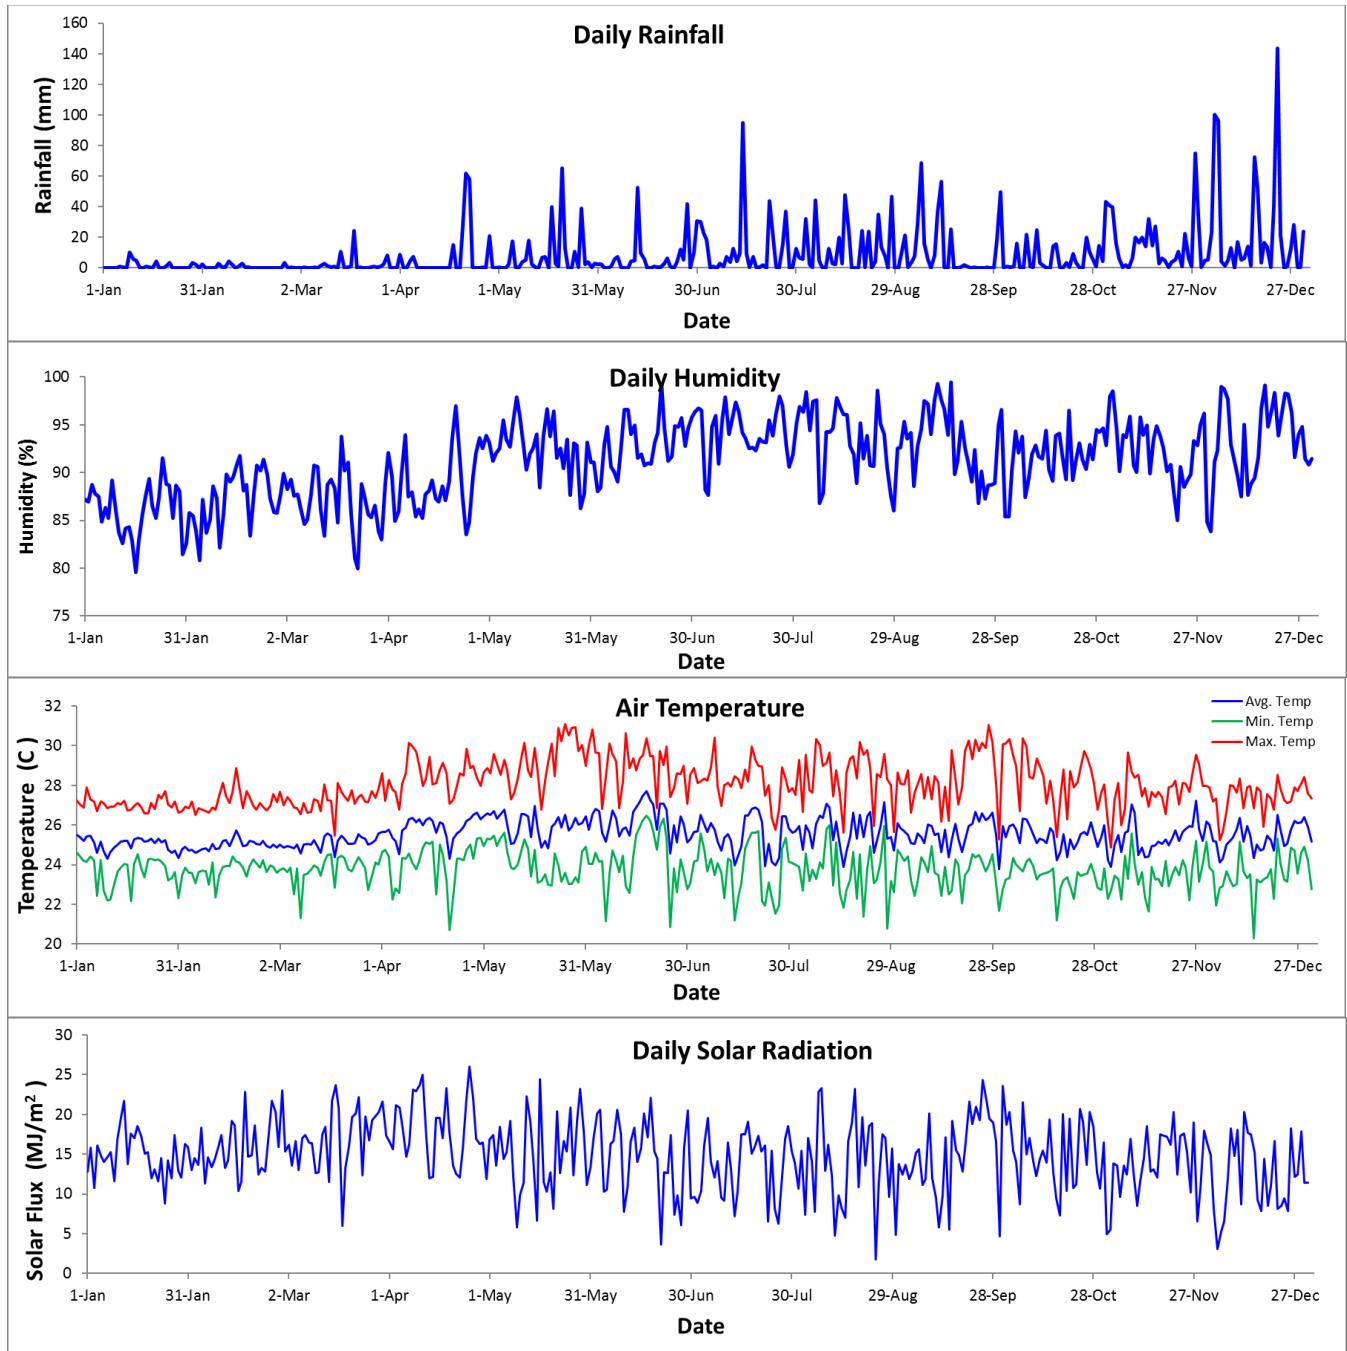 Daily Rainfall
Rainfall (mm)
160
140
120
100
80
60
40
20
0
1-Jan 31-Jan 2-Mar 1-Apr 1-May 31-May 30-Jun 30-Jul 29-Aug 28-Sep 28-Oct 27-Nov 27-Dec
Date
Daily Humidity
Humidity (%)
100
95
90
85
80
75
1-Jan 31-Jan 2-Mar 1-Apr 1-May 31-May 30-Jun 30-Jul 29-Aug 28-Sep 28-Oct 27-Nov 27-Dec
Date
Air Temperature
Avg. Temp
Min. Temp
Max. Temp
Temperature (C )
32
30
28
26
24
22
20
1-Jan 31-Jan 2-Mar 1-Apr 1-May 31-May 30-Jun 30-Jul 29-Aug 28-Sep 28-Oct 27-Nov 27-Dec
Date
Daily Solar Radiation
Solar Flux (MJ/m² )
30
25
20
15
10
5
0
1-Jan 31-Jan 2-Mar 1-Apr 1-May 31-May 30-Jun 30-Jul 29-Aug 28-Sep 28-Oct 27-Nov 27-Dec
Date